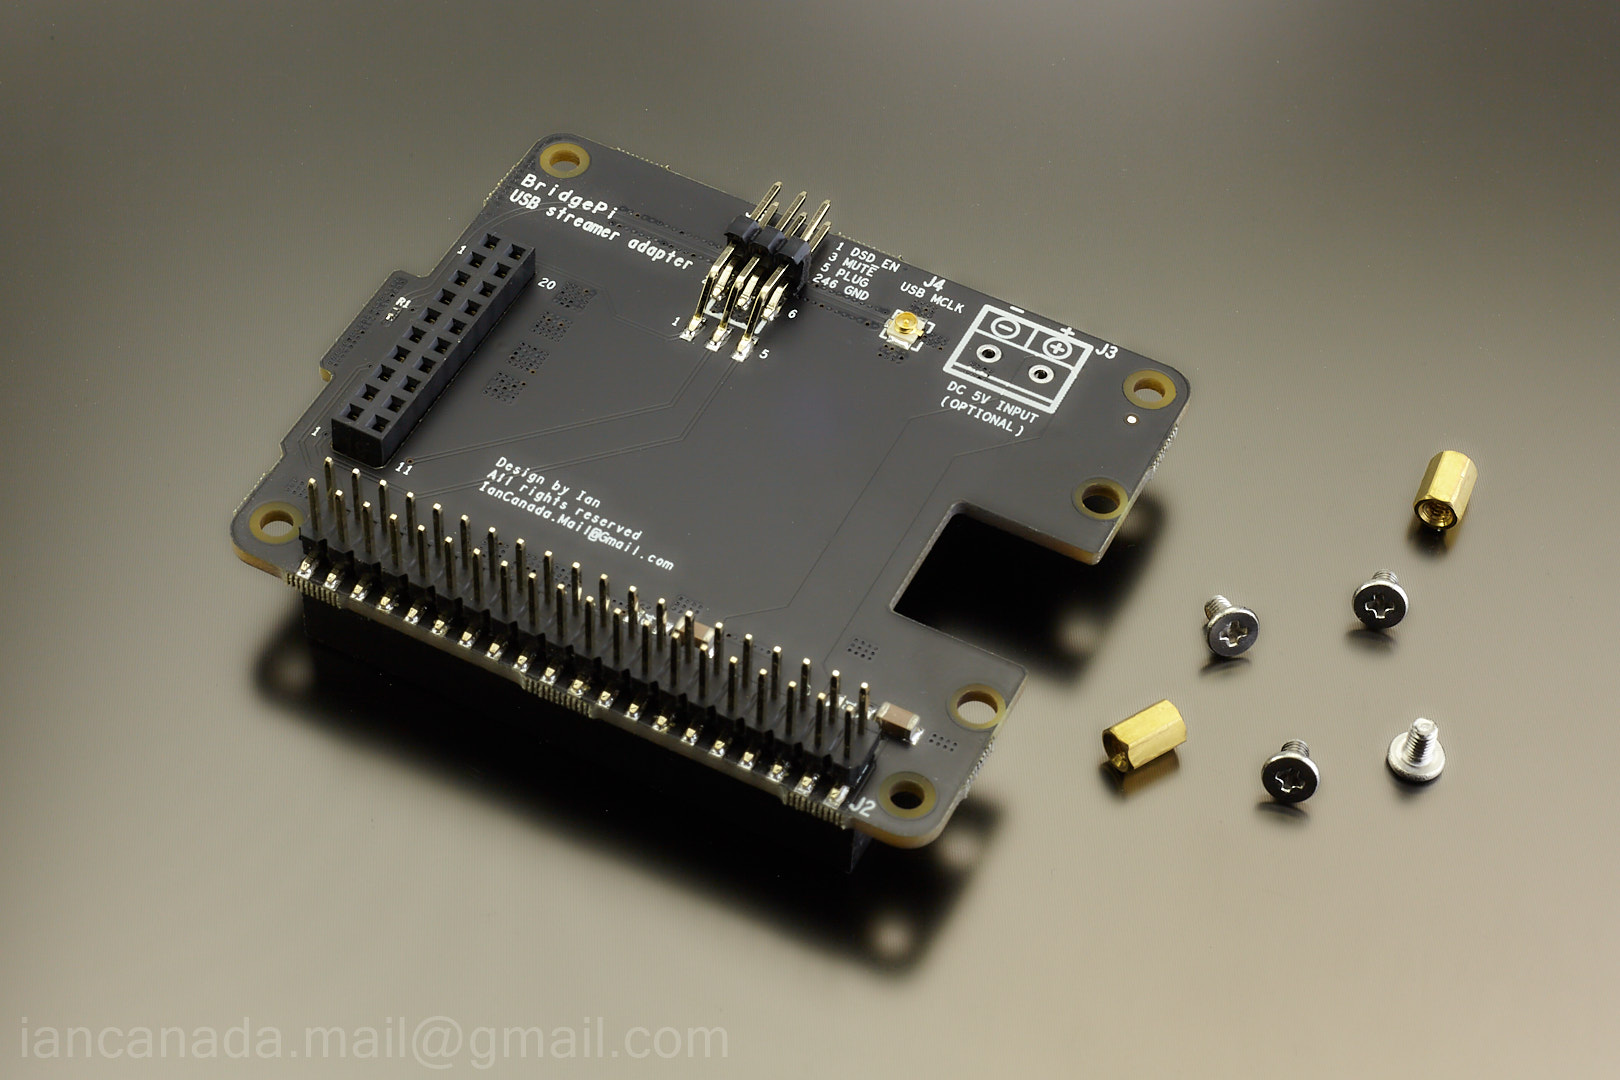 BridgePi
USB streamer adapter
1
20
R1
1
11
1
6
5
1 DSD_EN
3 MUTE
5 PLUG
246 GND
J4
USB MCLK
- +
- +
J3
DC 5V INPUT
(OPTIONAL)
Design by Ian
All rights reserved
IanCanada.Mail@Gmail.com
J2
iancanada.mail@gmail.com